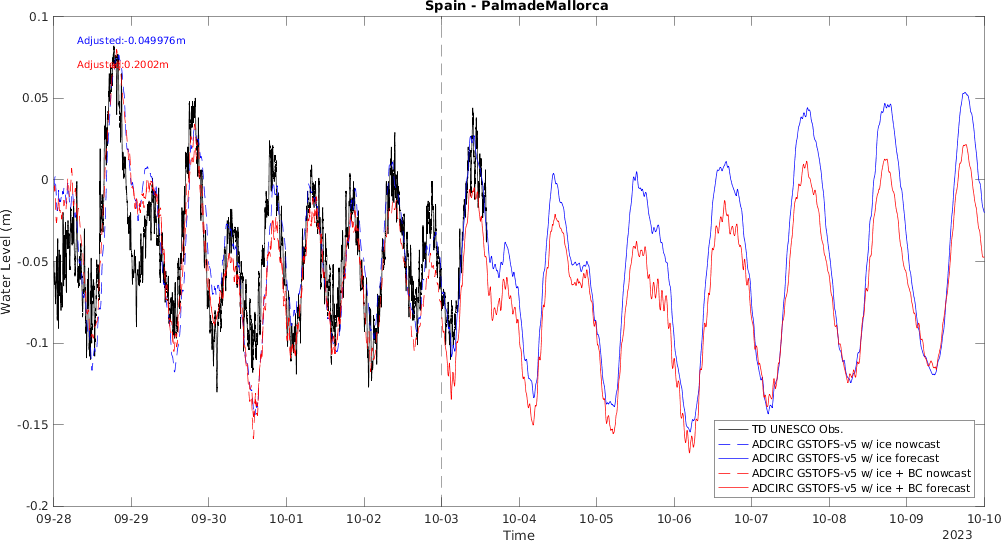 Spain - PalmadeMallorca
Adjusted:-0.049976m
Adjusted:0.2002m
Water Level (m)
0.1
0.05
0
-0.05
-0.1
-0.15
-0.2
TD UNESCO Obs.
ADCIRC GSTOFS-v5 w/ ice nowcast
ADCIRC GSTOFS-v5 w/ ice forecast
ADCIRC GSTOFS-v5 w/ ice + BC nowcast
ADCIRC GSTOFS-v5 w/ ice + BC forecast
09-28 09-29 09-30 10-01 10-02 10-03 10-04 10-05 10-06 10-07 10-08 10-09 10-10
Time
2023